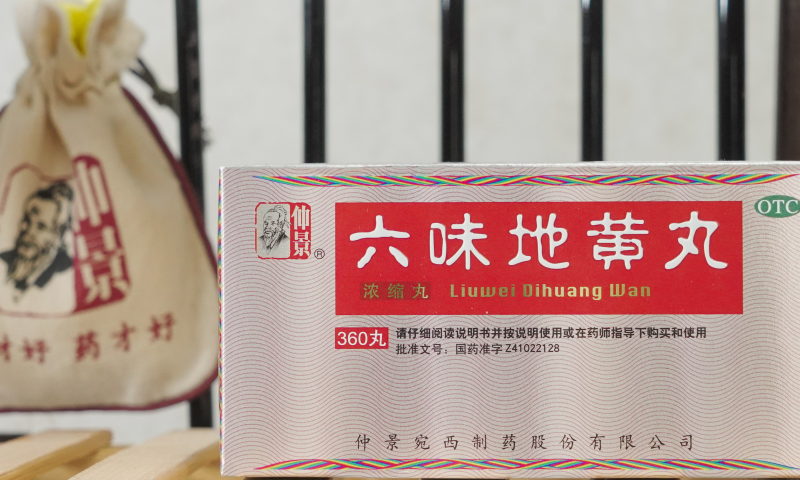 仲景
材好 药才好
仲景®
OTC
六味地黄丸
浓缩丸 Liuwei Dihuang Wan
360丸
请仔细阅读说明书并按说明使用或在药师指导下购买和使用
批准文号：国药准字Z41022128
仲景宛西制药股份有限公司